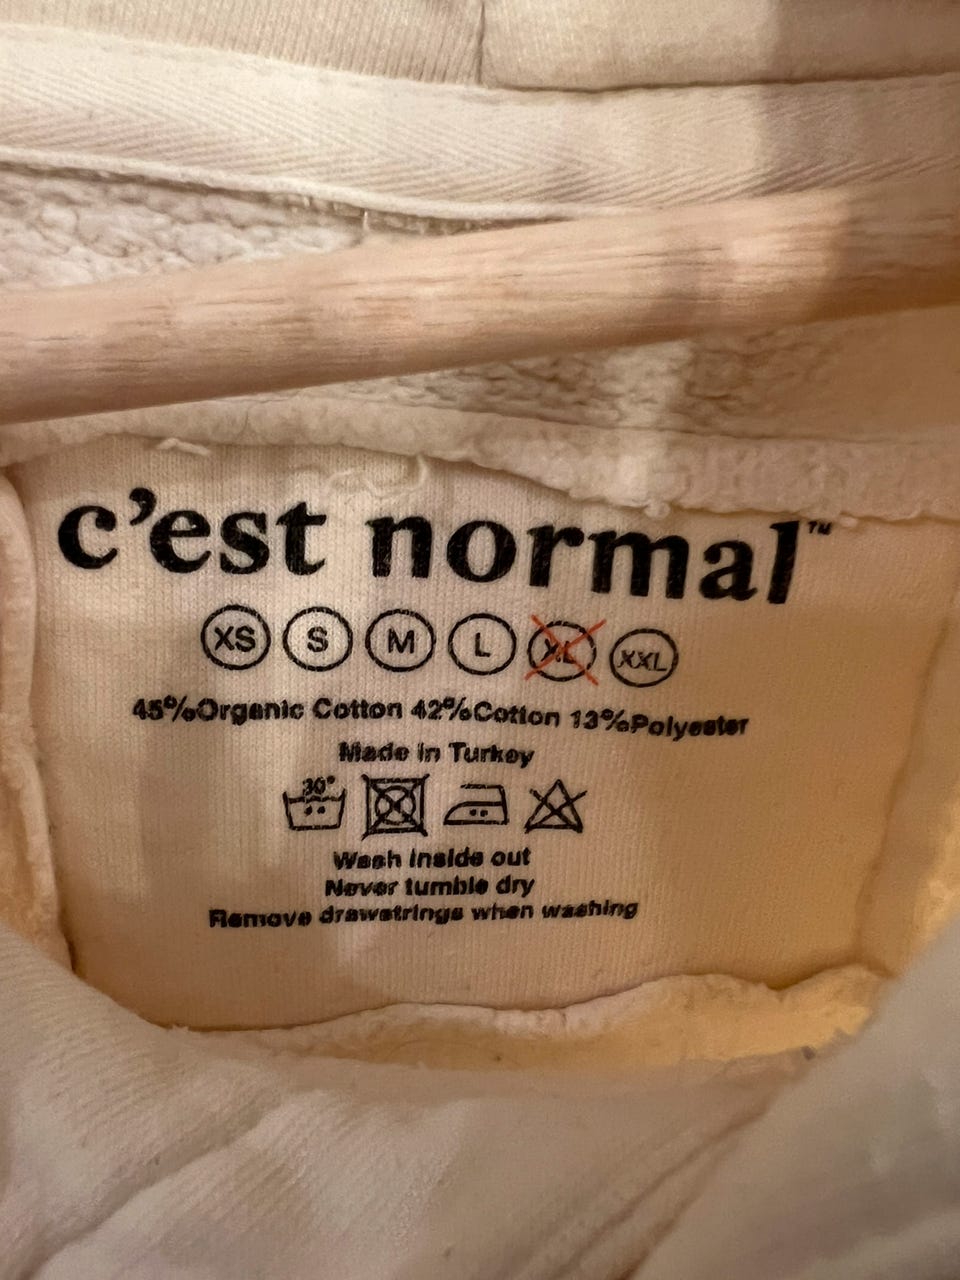 c’est normal™
XS S M L XL XXL
45%Organic Cotton 42%Cotton 13%Polyester
Made in Turkey
30°
Wash inside out
Never tumble dry
Remove drawstrings when washing